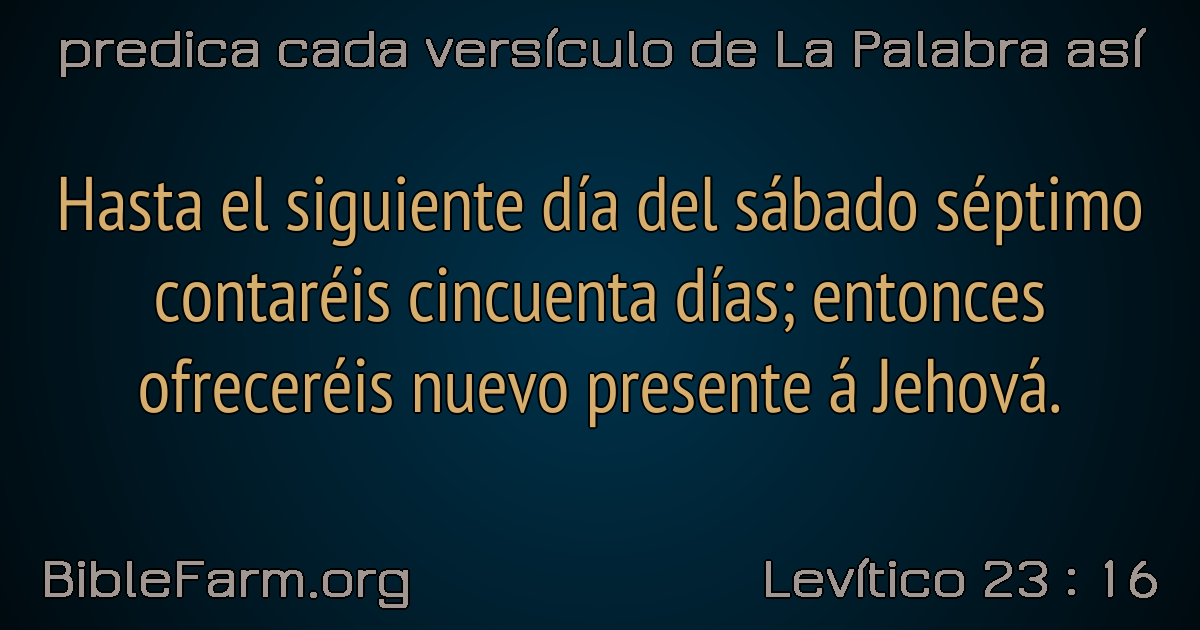 predica cada versículo de La Palabra así
Hasta el siguiente día del sábado séptimo
contaréis cincuenta días; entonces
ofreceréis nuevo presente á Jehová.
BibleFarm.org
Levítico 23 : 16